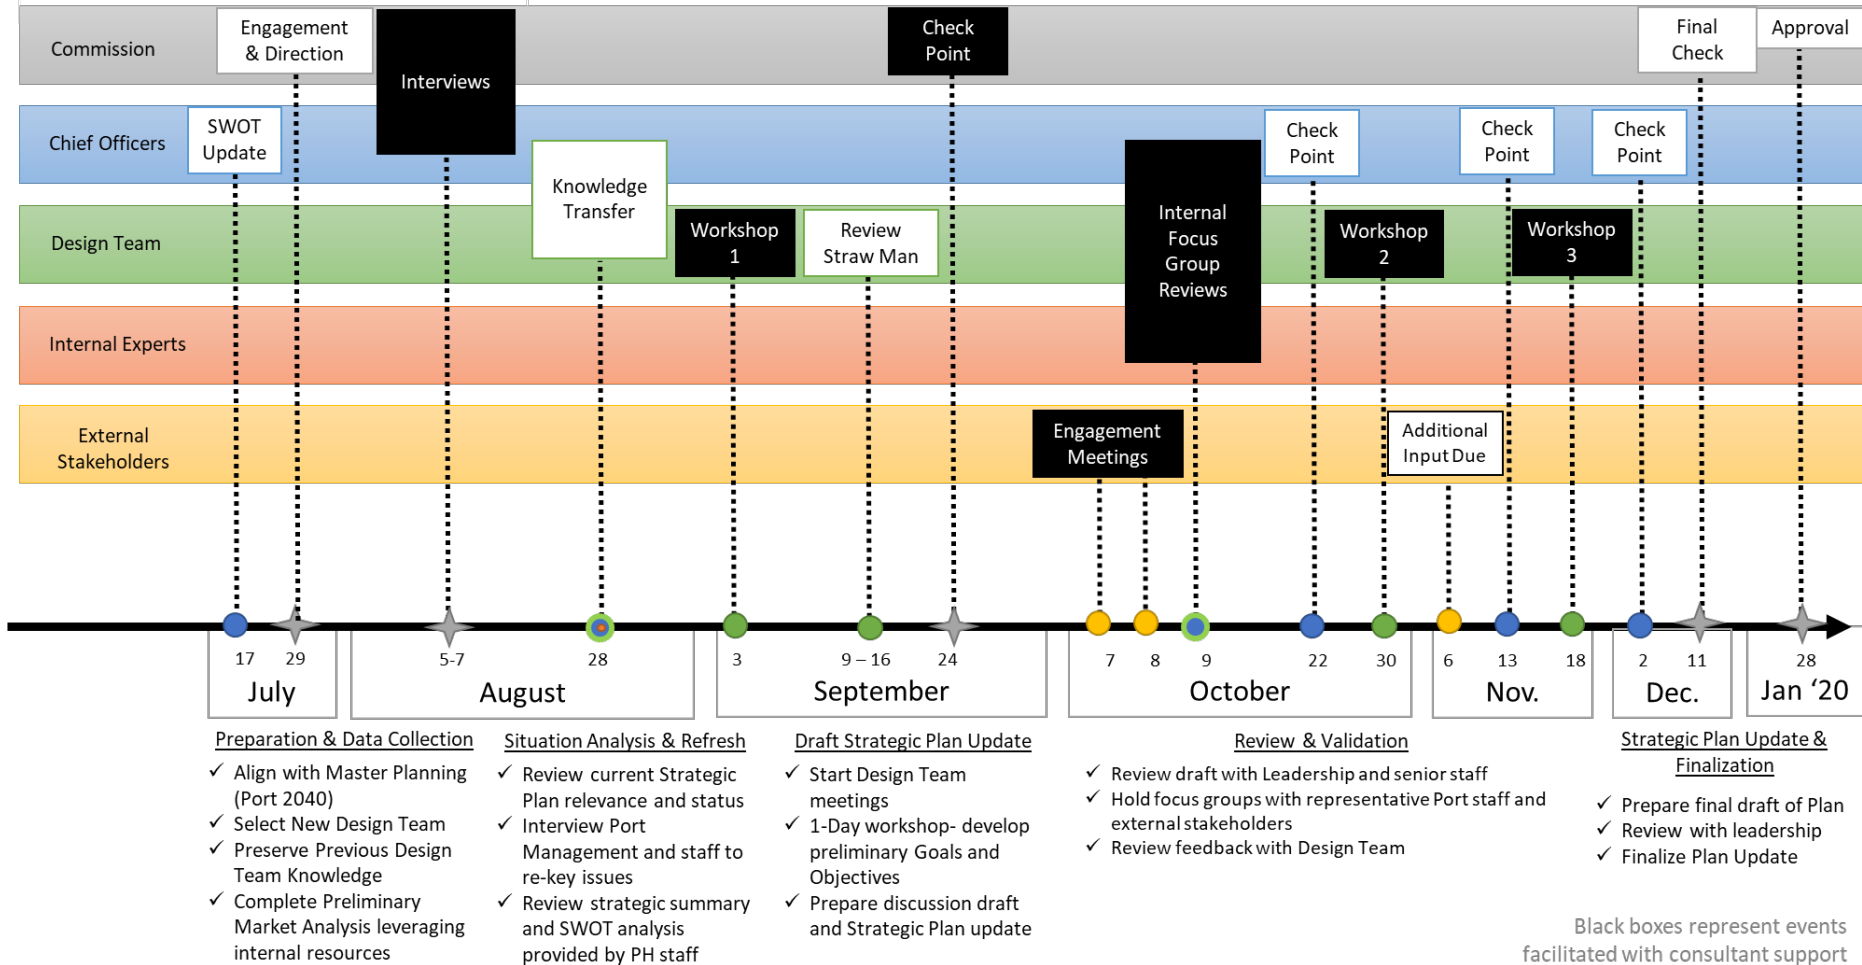 Commission
Engagement
& Direction
Interviews
Check
Point
Final
Check
Approval
Chief Officers
SWOT
Update
Check
Point
Check
Point
Check
Point
Knowledge
Transfer
Design Team
Workshop
1
Review
Straw Man
Internal
Focus
Group
Reviews
Workshop
2
Workshop
3
Internal Experts
External
Stakeholders
Engagement
Meetings
Additional
Input Due
17
29
5-7
28
3
9 – 16
24
7
8
9
22
30
6
13
18
2
11
28
July
August
September
October
Nov.
Dec.
Jan ‘20
Preparation & Data Collection
✓ Align with Master Planning
(Port 2040)
✓ Select New Design Team
✓ Preserve Previous Design
Team Knowledge
✓ Complete Preliminary
Market Analysis leveraging
internal resources
Situation Analysis & Refresh
✓ Review current Strategic
Plan relevance and status
✓ Interview Port
Management and staff to
re-key issues
✓ Review strategic summary
and SWOT analysis
provided by PH staff
Draft Strategic Plan Update
✓ Start Design Team
meetings
✓ 1-Day workshop- develop
preliminary Goals and
Objectives
✓ Prepare discussion draft
and Strategic Plan update
Review & Validation
✓ Review draft with Leadership and senior staff
✓ Hold focus groups with representative Port staff and
external stakeholders
✓ Review feedback with Design Team
Strategic Plan Update &
Finalization
✓ Prepare final draft of Plan
✓ Review with leadership
✓ Finalize Plan Update
Black boxes represent events
facilitated with consultant support